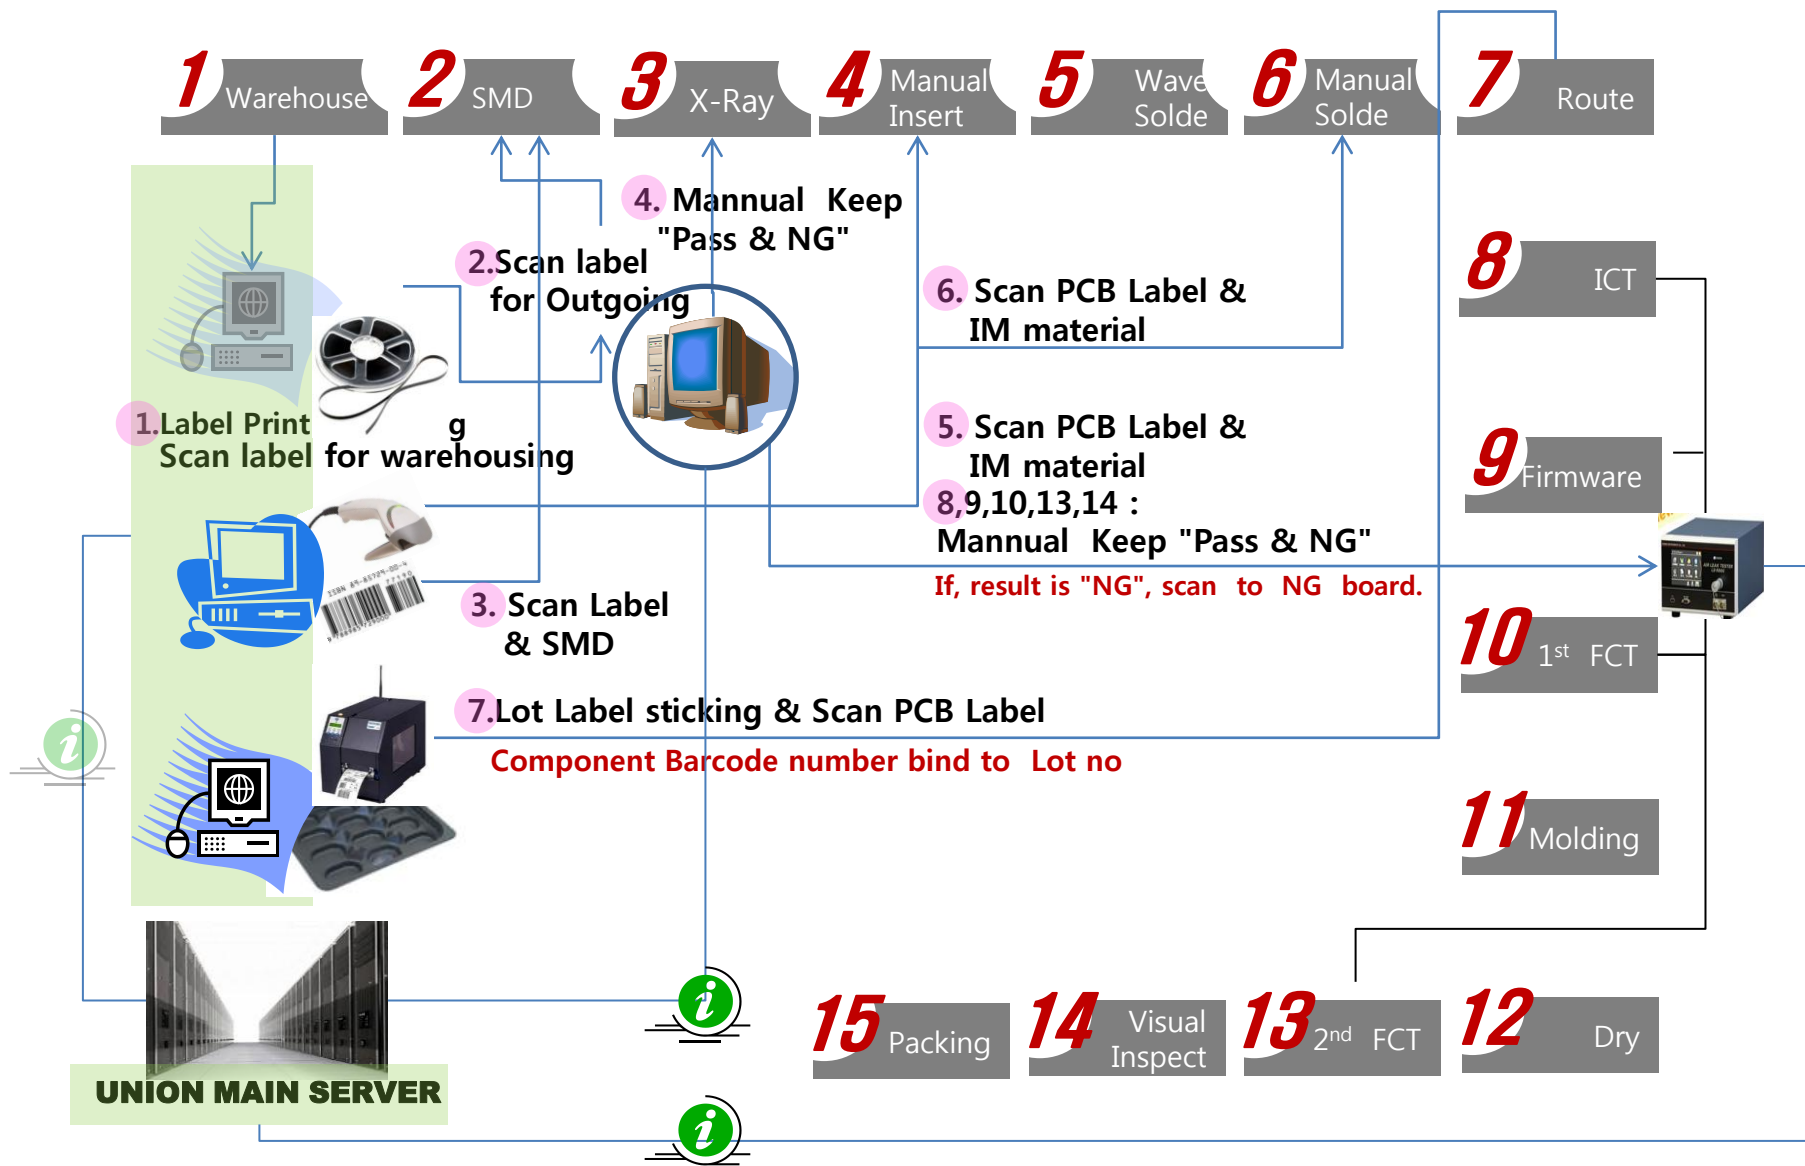 1 Warehouse
2 SMD
3 X-Ray
4 Manual
Insert
5 Wave
Solde
6 Manual
Solde
7 Route
4. Mannual Keep
"Pass & NG"
2.Scan label
for Outgoing
6. Scan PCB Label &
IM material
8 ICT
1.Label Print g
Scan label for warehousing
5. Scan PCB Label &
IM material
8,9,10,13,14 :
Mannual Keep "Pass & NG"
If, result is "NG", scan to NG board.
9 Firmware
3. Scan Label
& SMD
10 1st FCT
7.Lot Label sticking & Scan PCB Label
Component Barcode number bind to Lot no
11 Molding
15 Packing
14 Visual
Inspect
13 2nd FCT
12 Dry
UNION MAIN SERVER